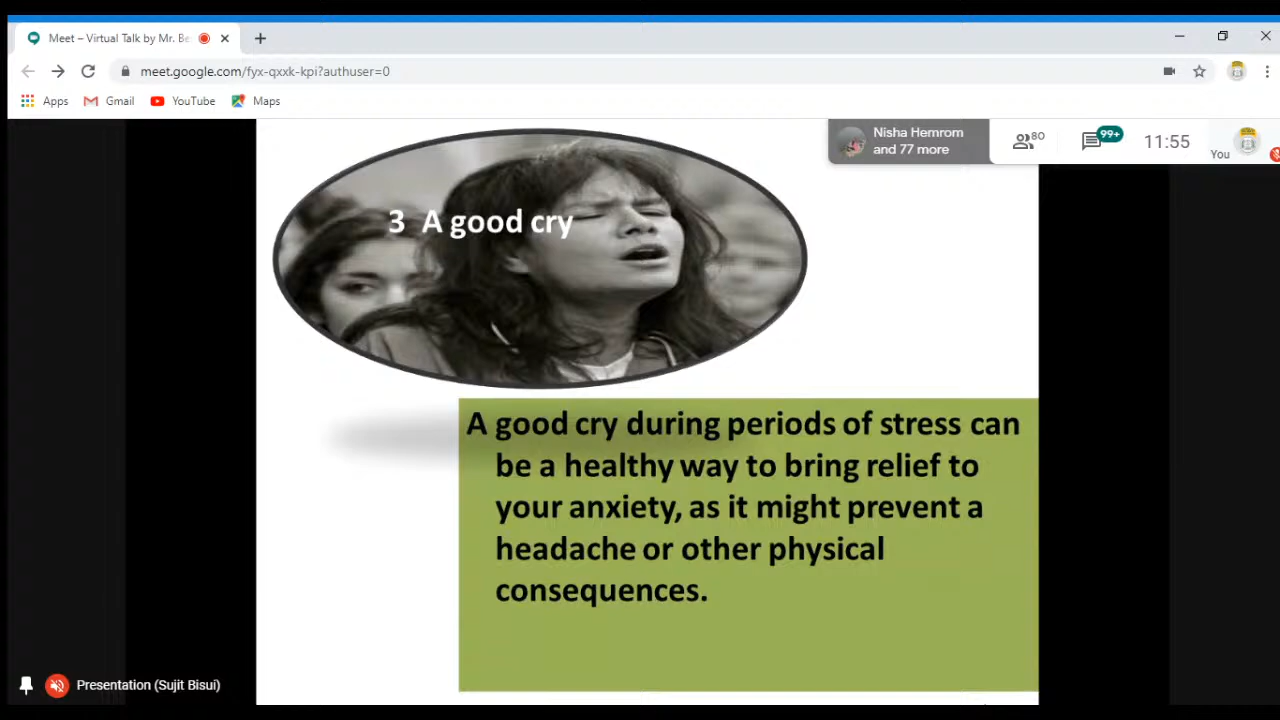 Meet – Virtual Talk by Mr. Be
meet.google.com/fyx-qxxk-kpi?authuser=0
Apps
Gmail
YouTube
Maps
Nisha Hemrom
and 77 more
80
99+
11:55
You
3 A good cry
A good cry during periods of stress can
be a healthy way to bring relief to
your anxiety, as it might prevent a
headache or other physical
consequences.
Presentation (Sujit Bisui)